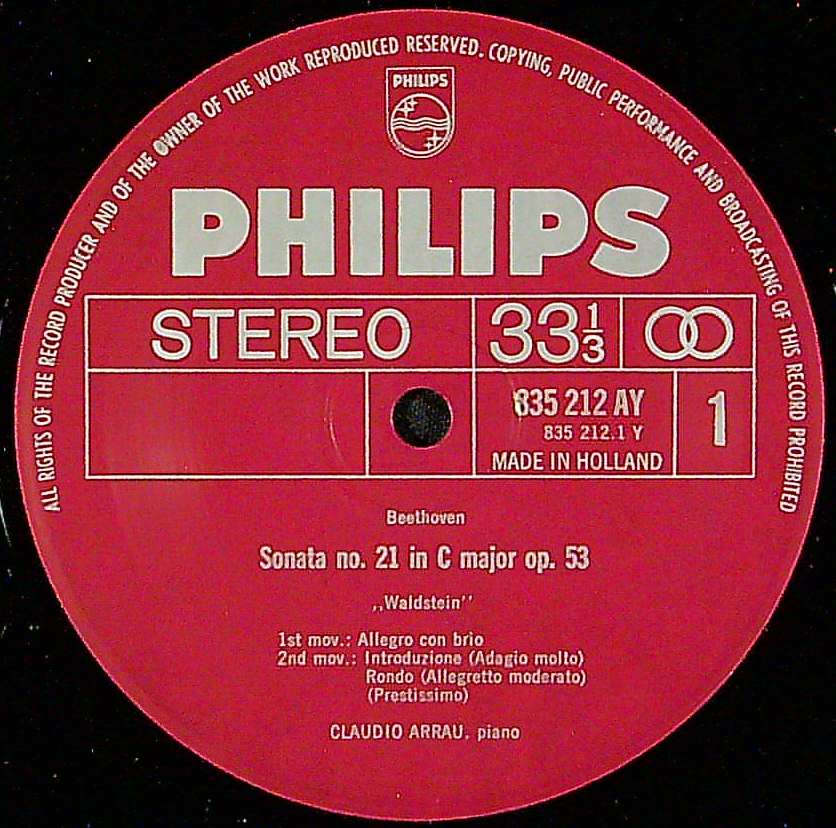 ALL RIGHTS OF THE RECORD PRODUCER AND OF THE OWNER OF THE WORK REPRODUCED RESERVED. COPYING, PUBLIC PERFORMANCE AND BROADCASTING OF THIS RECORD PROHIBITED
PHILIPS
PHILIPS
STEREO 33 1/3
835 212 AY 1
835 212.1 Y
MADE IN HOLLAND
Beethoven
Sonata no. 21 in C major op. 53
,,Waldstein''
1st mov.: Allegro con brio
2nd mov.: Introduzione (Adagio molto)
Rondo (Allegretto moderato)
(Prestissimo)
CLAUDIO ARRAU, piano